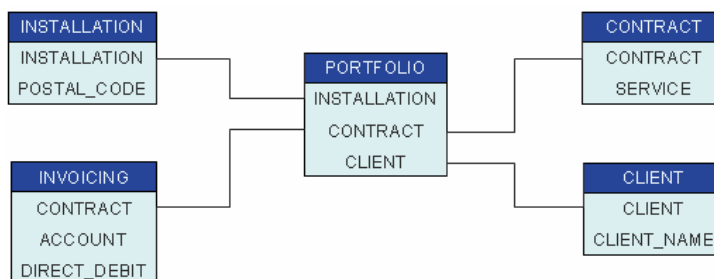 INSTALLATION
INSTALLATION
POSTAL_CODE
INVOICING
CONTRACT
ACCOUNT
DIRECT_DEBIT
PORTFOLIO
INSTALLATION
CONTRACT
CLIENT
CONTRACT
CONTRACT
SERVICE
CLIENT
CLIENT
CLIENT_NAME